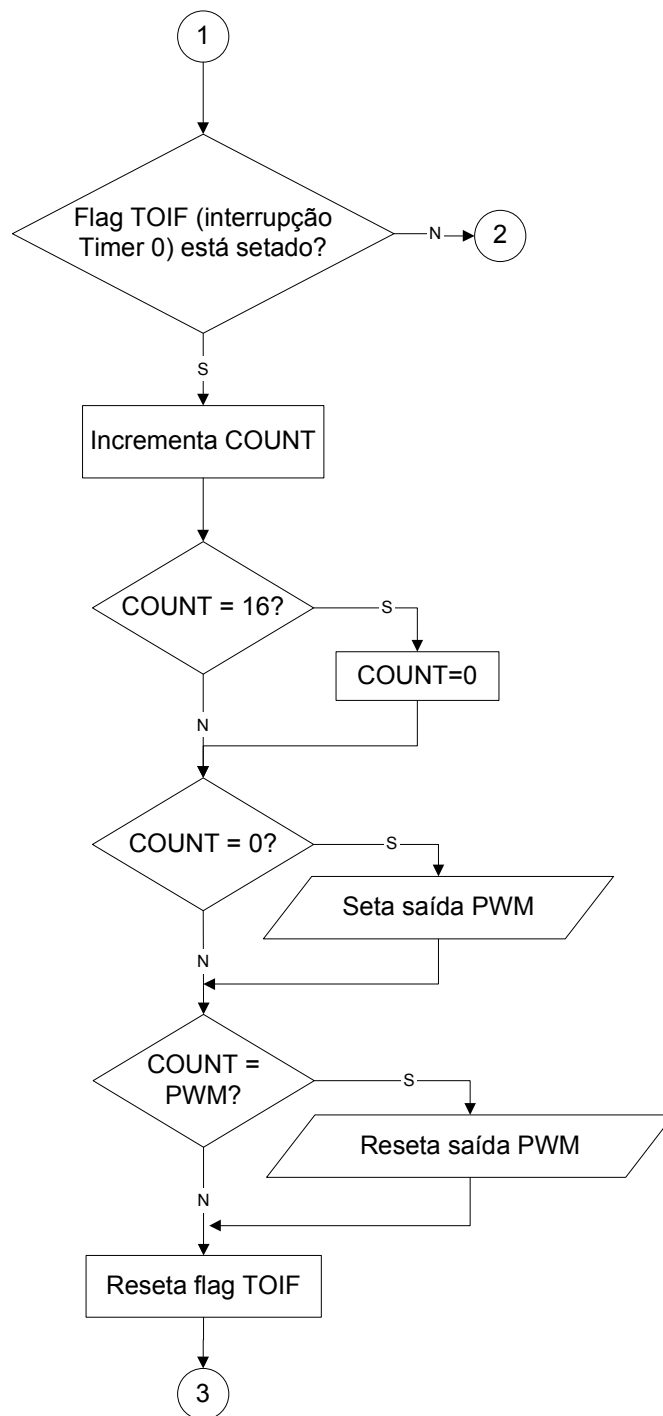 1
Flag TOIF (interrupção
Timer 0) está setado?
N
2
S
Incrementa COUNT
COUNT = 16?
S
COUNT=0
N
COUNT = 0?
S
Seta saída PWM
N
COUNT =
PWM?
S
Reseta saída PWM
N
Reseta flag TOIF
3